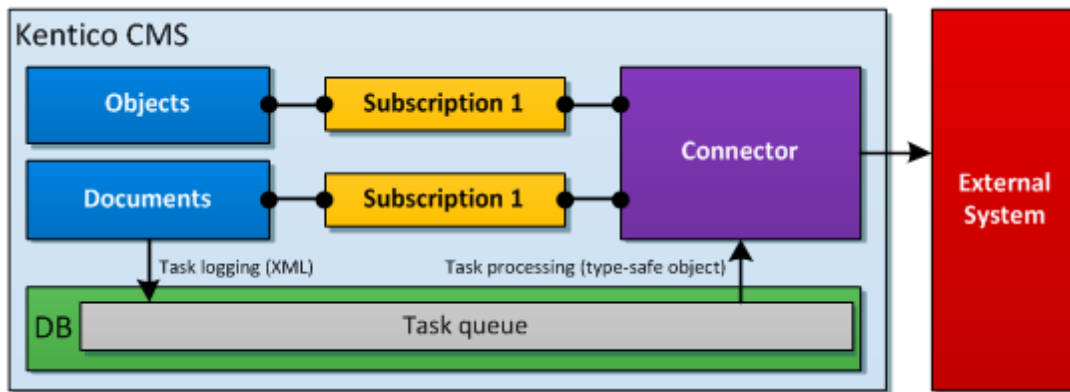 Kentico CMS
Objects
Subscription 1
Connector
Documents
Subscription 1
External
System
Task logging (XML)
Task processing (type-safe object)
DB
Task queue